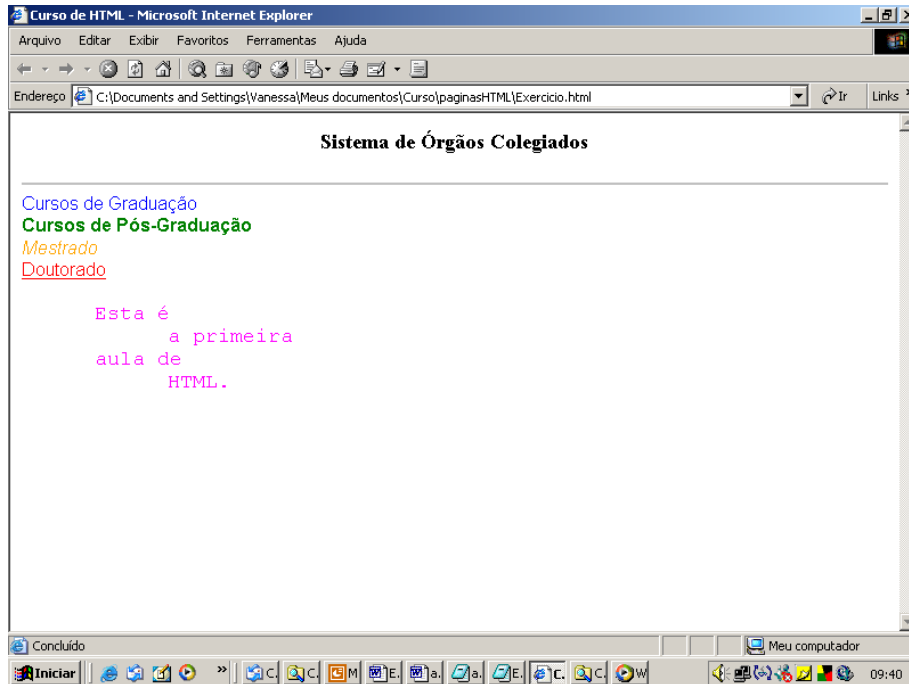 Curso de HTML - Microsoft Internet Explorer
Arquivo Editar Exibir Favoritos Ferramentas Ajuda
Endereço C:\Documents and Settings\Vanessa\Meus documentos\Curso\paginasHTML\Exercicio.html Ir Links
Sistema de Órgãos Colegiados
Cursos de Graduação
Cursos de Pós-Graduação
Mestrado
Doutorado
Esta é
a primeira
aula de
HTML.
Concluído Meu computador
Iniciar » C. C. M E. a. a. E. C. C. W 09:40